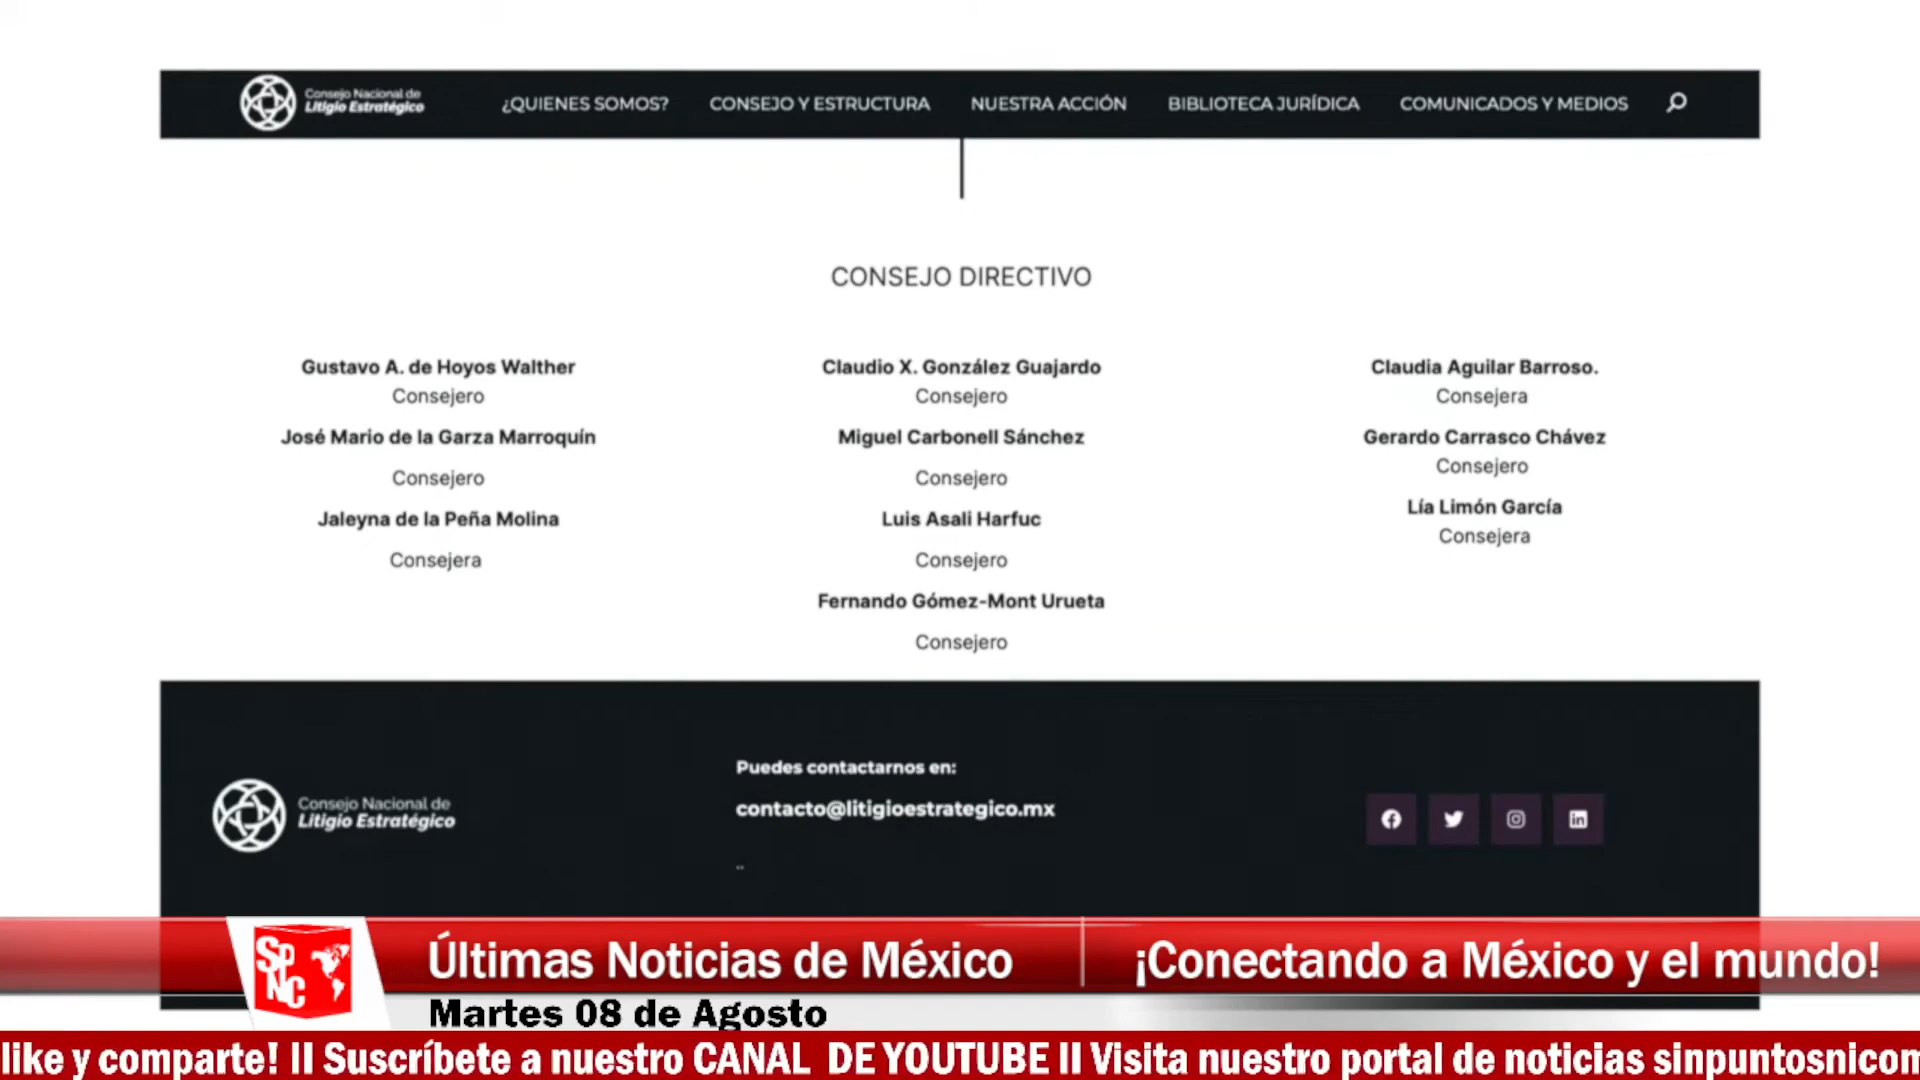 Consejo Nacional de
Litigio Estratégico
¿QUIENES SOMOS?
CONSEJO Y ESTRUCTURA
NUESTRA ACCIÓN
BIBLIOTECA JURÍDICA
COMUNICADOS Y MEDIOS
CONSEJO DIRECTIVO
Gustavo A. de Hoyos Walther
Consejero
José Mario de la Garza Marroquín
Consejero
Jaleyna de la Peña Molina
Consejera
Claudio X. González Guajardo
Consejero
Miguel Carbonell Sánchez
Consejero
Luis Asali Harfuc
Consejero
Fernando Gómez-Mont Urueta
Consejero
Claudia Aguilar Barroso.
Consejera
Gerardo Carrasco Chávez
Consejero
Lía Limón García
Consejera
Consejo Nacional de
Litigio Estratégico
Puedes contactarnos en:
contacto@litigioestrategico.mx
..
SP
NC
Últimas Noticias de México
¡Conectando a México y el mundo!
Martes 08 de Agosto
like y comparte! II Suscríbete a nuestro CANAL DE YOUTUBE II Visita nuestro portal de noticias sinpuntosnicom